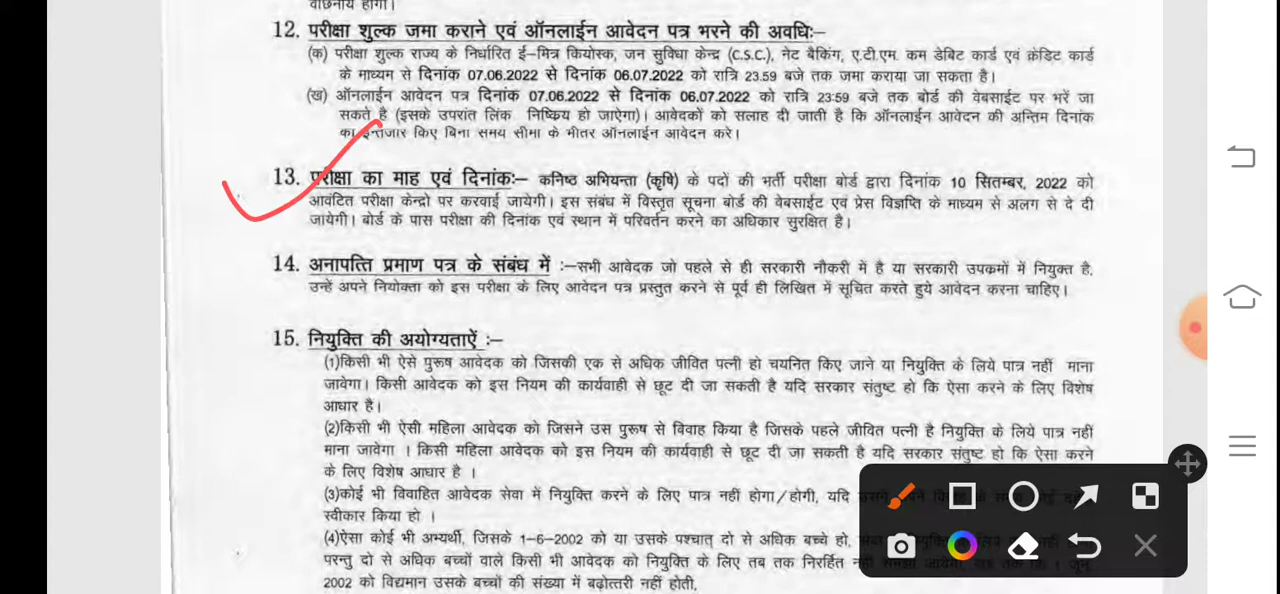 वांछनीय होगी।
12. परीक्षा शुल्क जमा कराने एवं ऑनलाईन आवेदन पत्र भरने की अवधिः–
(क) परीक्षा शुल्क राज्य के निर्धारित ई–मित्र कियोस्क, जन सुविधा केन्द्र (C.S.C.), नेट बैकिंग, ए.टी.एम. कम डेबिट कार्ड एवं क्रेडिट कार्ड
के माध्यम से दिनांक 07.06.2022 से दिनांक 06.07.2022 को रात्रि 23.59 बजे तक जमा कराया जा सकता है।
(ख) ऑनलाईन आवेदन पत्र दिनांक 07.06.2022 से दिनांक 06.07.2022 को रात्रि 23:59 बजे तक बोर्ड की वेबसाईट पर भरें जा
सकते है (इसके उपरांत लिंक निष्क्रिय हो जाऐगा)। आवेदकों को सलाह दी जाती है कि ऑनलाईन आवेदन की अन्तिम दिनांक
का इन्तजार किए बिना समय सीमा के भीतर ऑनलाईन आवेदन करे।
13. परीक्षा का माह एवं दिनांकः– कनिष्ठ अभियन्ता (कृषि) के पदों की भर्ती परीक्षा बोर्ड द्वारा दिनांक 10 सितम्बर, 2022 को
आवंटित परीक्षा केन्द्रो पर करवाई जायेगी। इस संबंध में विस्तृत सूचना बोर्ड की वेबसाईट एवं प्रेस विज्ञप्ति के माध्यम से अलग से दे दी
जायेगी। बोर्ड के पास परीक्षा की दिनांक एवं स्थान में परिवर्तन करने का अधिकार सुरक्षित है।
14. अनापत्ति प्रमाण पत्र के संबंध में :–सभी आवेदक जो पहले से ही सरकारी नौकरी में है या सरकारी उपक्रमों में नियुक्त है,
उन्हें अपने नियोक्ता को इस परीक्षा के लिए आवेदन पत्र प्रस्तुत करने से पूर्व ही लिखित में सूचित करते हुये आवेदन करना चाहिए।
15. नियुक्ति की अयोग्यताऐं :–
(1)किसी भी ऐसे पुरूष आवेदक को जिसकी एक से अधिक जीवित पत्नी हो चयनित किए जाने या नियुक्ति के लिये पात्र नहीं माना
जावेगा। किसी आवेदक को इस नियम की कार्यवाही से छूट दी जा सकती है यदि सरकार संतुष्ट हो कि ऐसा करने के लिए विशेष
आधार है।
(2)किसी भी ऐसी महिला आवेदक को जिसने उस पुरूष से विवाह किया है जिसके पहले जीवित पत्नी है नियुक्ति के लिये पात्र नहीं
माना जावेगा । किसी महिला आवेदक को इस नियम की कार्यवाही से छूट दी जा सकती है यदि सरकार संतुष्ट हो कि ऐसा करने
के लिए विशेष आधार है ।
(3)कोई भी विवाहित आवेदक सेवा में नियुक्ति करने के लिए पात्र नहीं होगा/होगी, यदि
स्वीकार किया हो ।
(4)ऐसा कोई भी अभ्यर्थी, जिसके 1-6-2002 को या उसके पश्चात् दो से अधिक बच्चे हो,
परन्तु दो से अधिक बच्चों वाले किसी भी आवेदक को नियुक्ति के लिए तब तक निरर्हित
2002 को विद्यमान उसके बच्चों की संख्या में बढ़ोत्तरी नहीं होती,